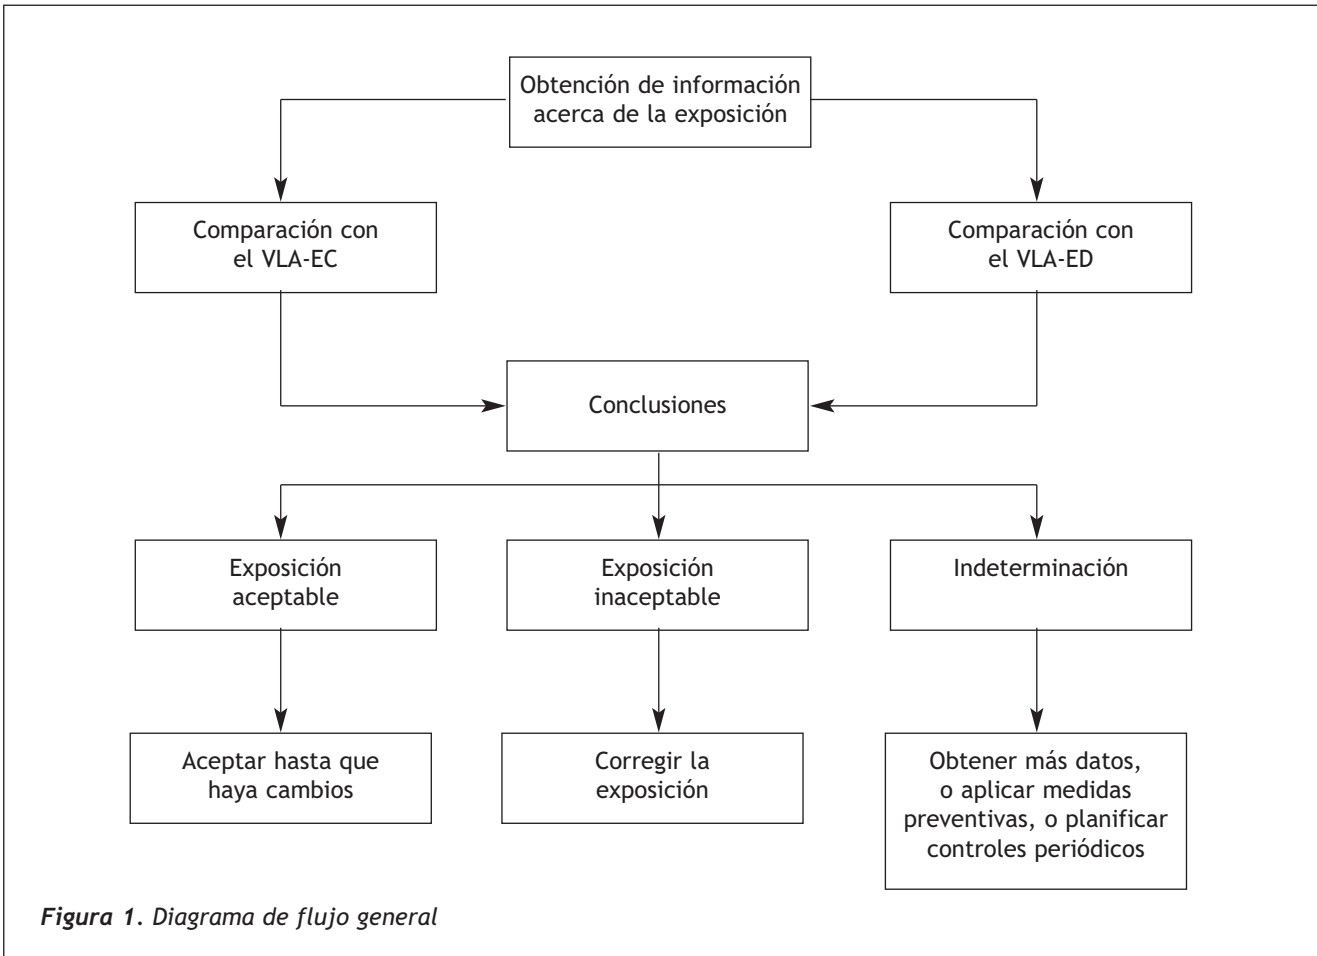 Obtención de información
acerca de la exposición
Comparación con
el VLA-EC
Comparación con
el VLA-ED
Conclusiones
Exposición
aceptable
Exposición
inaceptable
Indeterminación
Aceptar hasta que
haya cambios
Corregir la
exposición
Obtener más datos,
o aplicar medidas
preventivas, o planificar
controles periódicos
Figura 1. Diagrama de flujo general